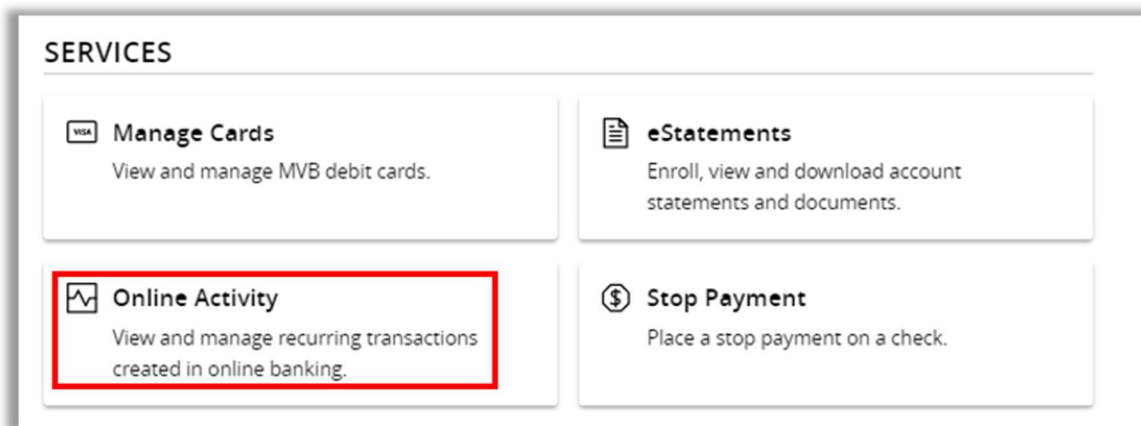 SERVICES
VISA
Manage Cards
View and manage MVB debit cards.
eStatements
Enroll, view and download account
statements and documents.
Online Activity
View and manage recurring transactions
created in online banking.
$
Stop Payment
Place a stop payment on a check.